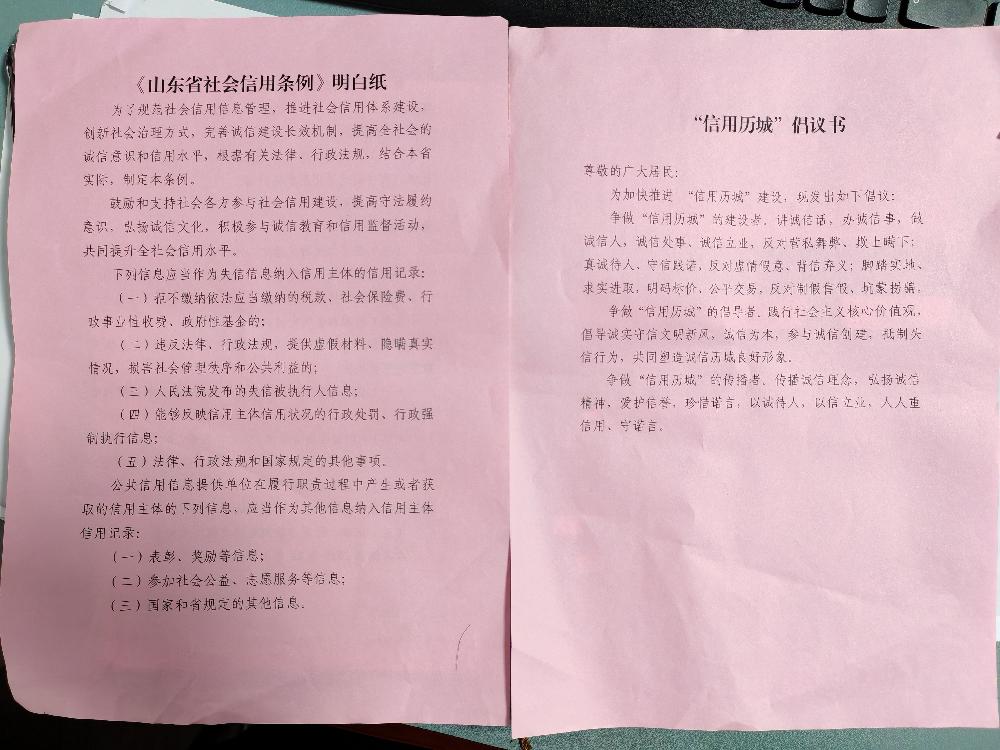 《山东省社会信用条例》明白纸
为了规范社会信用信息管理，推进社会信用体系建设，
创新社会治理方式，完善诚信建设长效机制，提高全社会的
诚信意识和信用水平，根据有关法律、行政法规，结合本省
实际，制定本条例。
鼓励和支持社会各方参与社会信用建设，提高守法履约
意识，弘扬诚信文化，积极参与诚信教育和信用监督活动，
共同提升全社会信用水平。
下列信息应当作为失信信息纳入信用主体的信用记录：
（一）拒不缴纳依法应当缴纳的税款、社会保险费、行
政事业性收费、政府性基金的；
（二）违反法律、行政法规，提供虚假材料、隐瞒真实
情况，损害社会管理秩序和公共利益的；
（三）人民法院发布的失信被执行人信息；
（四）能够反映信用主体信用状况的行政处罚、行政强
制执行信息；
（五）法律、行政法规和国家规定的其他事项。
公共信用信息提供单位在履行职责过程中产生或者获
取的信用主体的下列信息，应当作为其他信息纳入信用主体
信用记录：
（一）表彰、奖励等信息；
（二）参加社会公益、志愿服务等信息；
（三）国家和省规定的其他信息。
“信用历城”倡议书
尊敬的广大居民：
为加快推进 “信用历城”建设，现发出如下倡议：
争做“信用历城”的建设者。讲诚信话，办诚信事，做
诚信人，诚信处事、诚信立业，反对营私舞弊、欺上瞒下；
真诚待人、守信践诺，反对虚情假意、背信弃义；脚踏实地、
求实进取，明码标价、公平交易，反对制假售假、坑蒙拐骗。
争做“信用历城”的倡导者。践行社会主义核心价值观，
倡导诚实守信文明新风，诚信为本，参与诚信创建，抵制失
信行为，共同塑造诚信历城良好形象。
争做“信用历城”的传播者。传播诚信理念，弘扬诚信
精神，爱护信誉，珍惜诺言，以诚待人，以信立业，人人重
信用、守诺言。